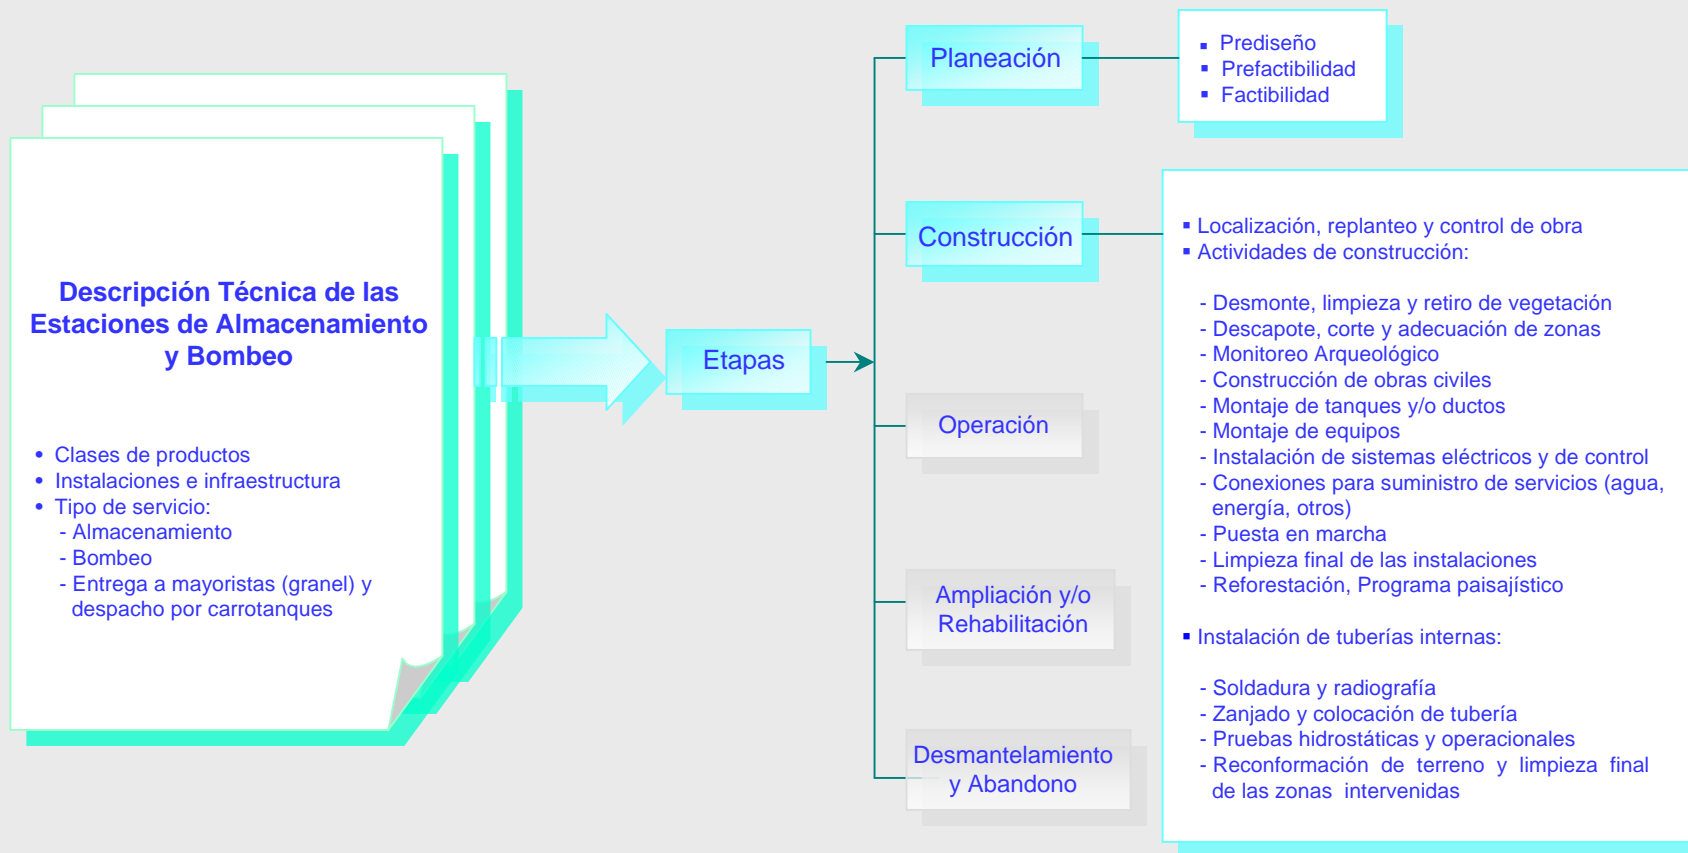 Descripción Técnica de las
Estaciones de Almacenamiento
y Bombeo
• Clases de productos
• Instalaciones e infraestructura
• Tipo de servicio:
- Almacenamiento
- Bombeo
- Entrega a mayoristas (granel) y
despacho por carrotanques
Etapas
Planeación
▪ Prediseño
▪ Prefactibilidad
▪ Factibilidad
Construcción
▪ Localización, replanteo y control de obra
▪ Actividades de construcción:
- Desmonte, limpieza y retiro de vegetación
- Descapote, corte y adecuación de zonas
- Monitoreo Arqueológico
- Construcción de obras civiles
- Montaje de tanques y/o ductos
- Montaje de equipos
- Instalación de sistemas eléctricos y de control
- Conexiones para suministro de servicios (agua,
energía, otros)
- Puesta en marcha
- Limpieza final de las instalaciones
- Reforestación, Programa paisajístico
▪ Instalación de tuberías internas:
- Soldadura y radiografía
- Zanjado y colocación de tubería
- Pruebas hidrostáticas y operacionales
- Reconformación de terreno y limpieza final
de las zonas intervenidas
Operación
Ampliación y/o
Rehabilitación
Desmantelamiento
y Abandono